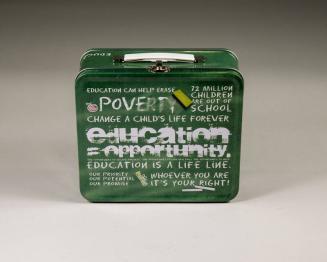 EDUCATION CAN HELP ERASE
POVERTY
72 MILLION
CHILDREN
ARE OUT OF
SCHOOL
CHANGE A CHILD'S LIFE FOREVER
education
= opportunity.
EDUCATION IS A LIFE LINE.
OUR PRIORITY
OUR POTENTIAL
OUR PROMISE
WHOEVER YOU ARE
IT'S YOUR RIGHT!